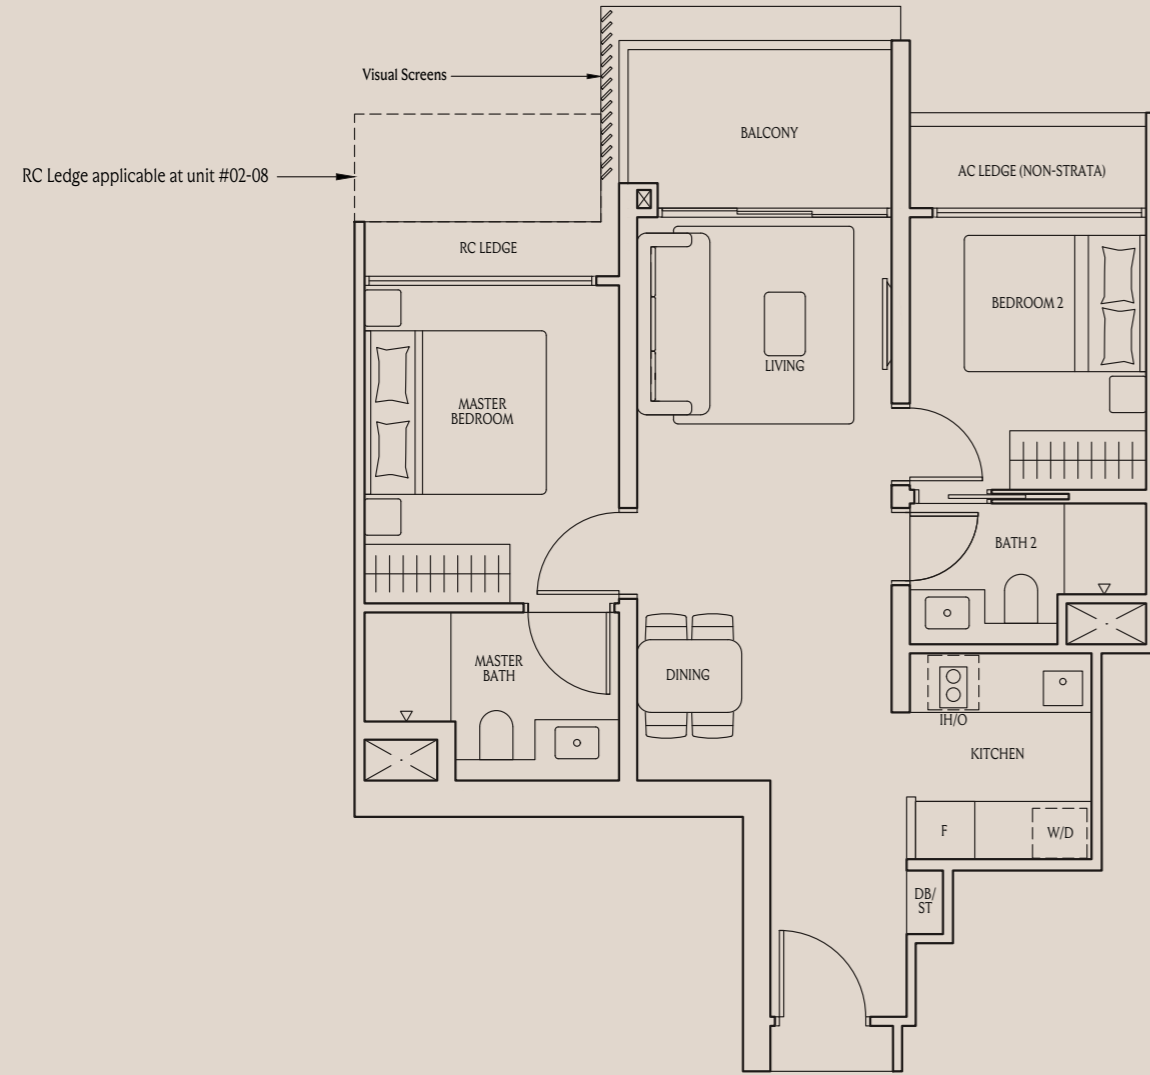 Visual Screens
BALCONY
RC Ledge applicable at unit #02-08
AC LEDGE (NON-STRATA)
RC LEDGE
BEDROOM 2
LIVING
MASTER
BEDROOM
BATH 2
MASTER
BATH
DINING
IH/O
KITCHEN
F
W/D
DB/
ST